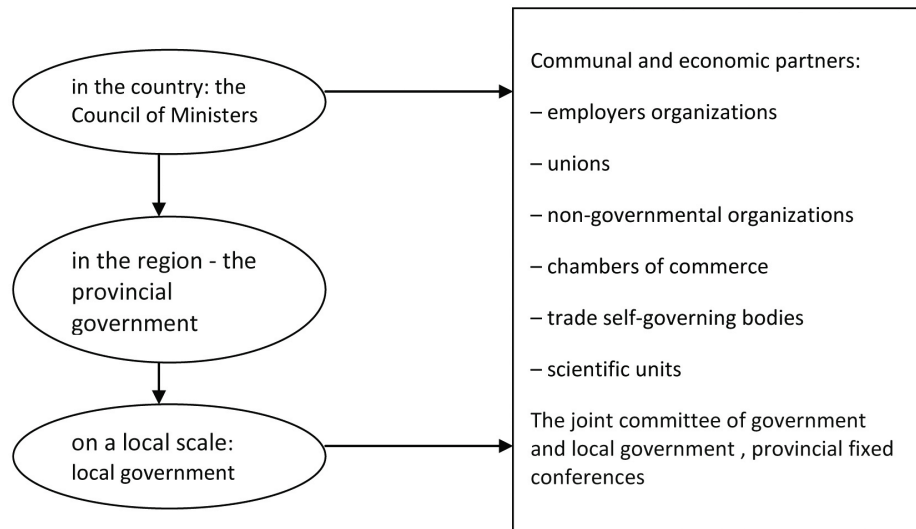 in the country: the
Council of Ministers
in the region - the
provincial
government
on a local scale:
local government
Communal and economic partners:
– employers organizations
– unions
– non-governmental organizations
– chambers of commerce
– trade self-governing bodies
– scientific units
The joint committee of government
and local government , provincial fixed
conferences